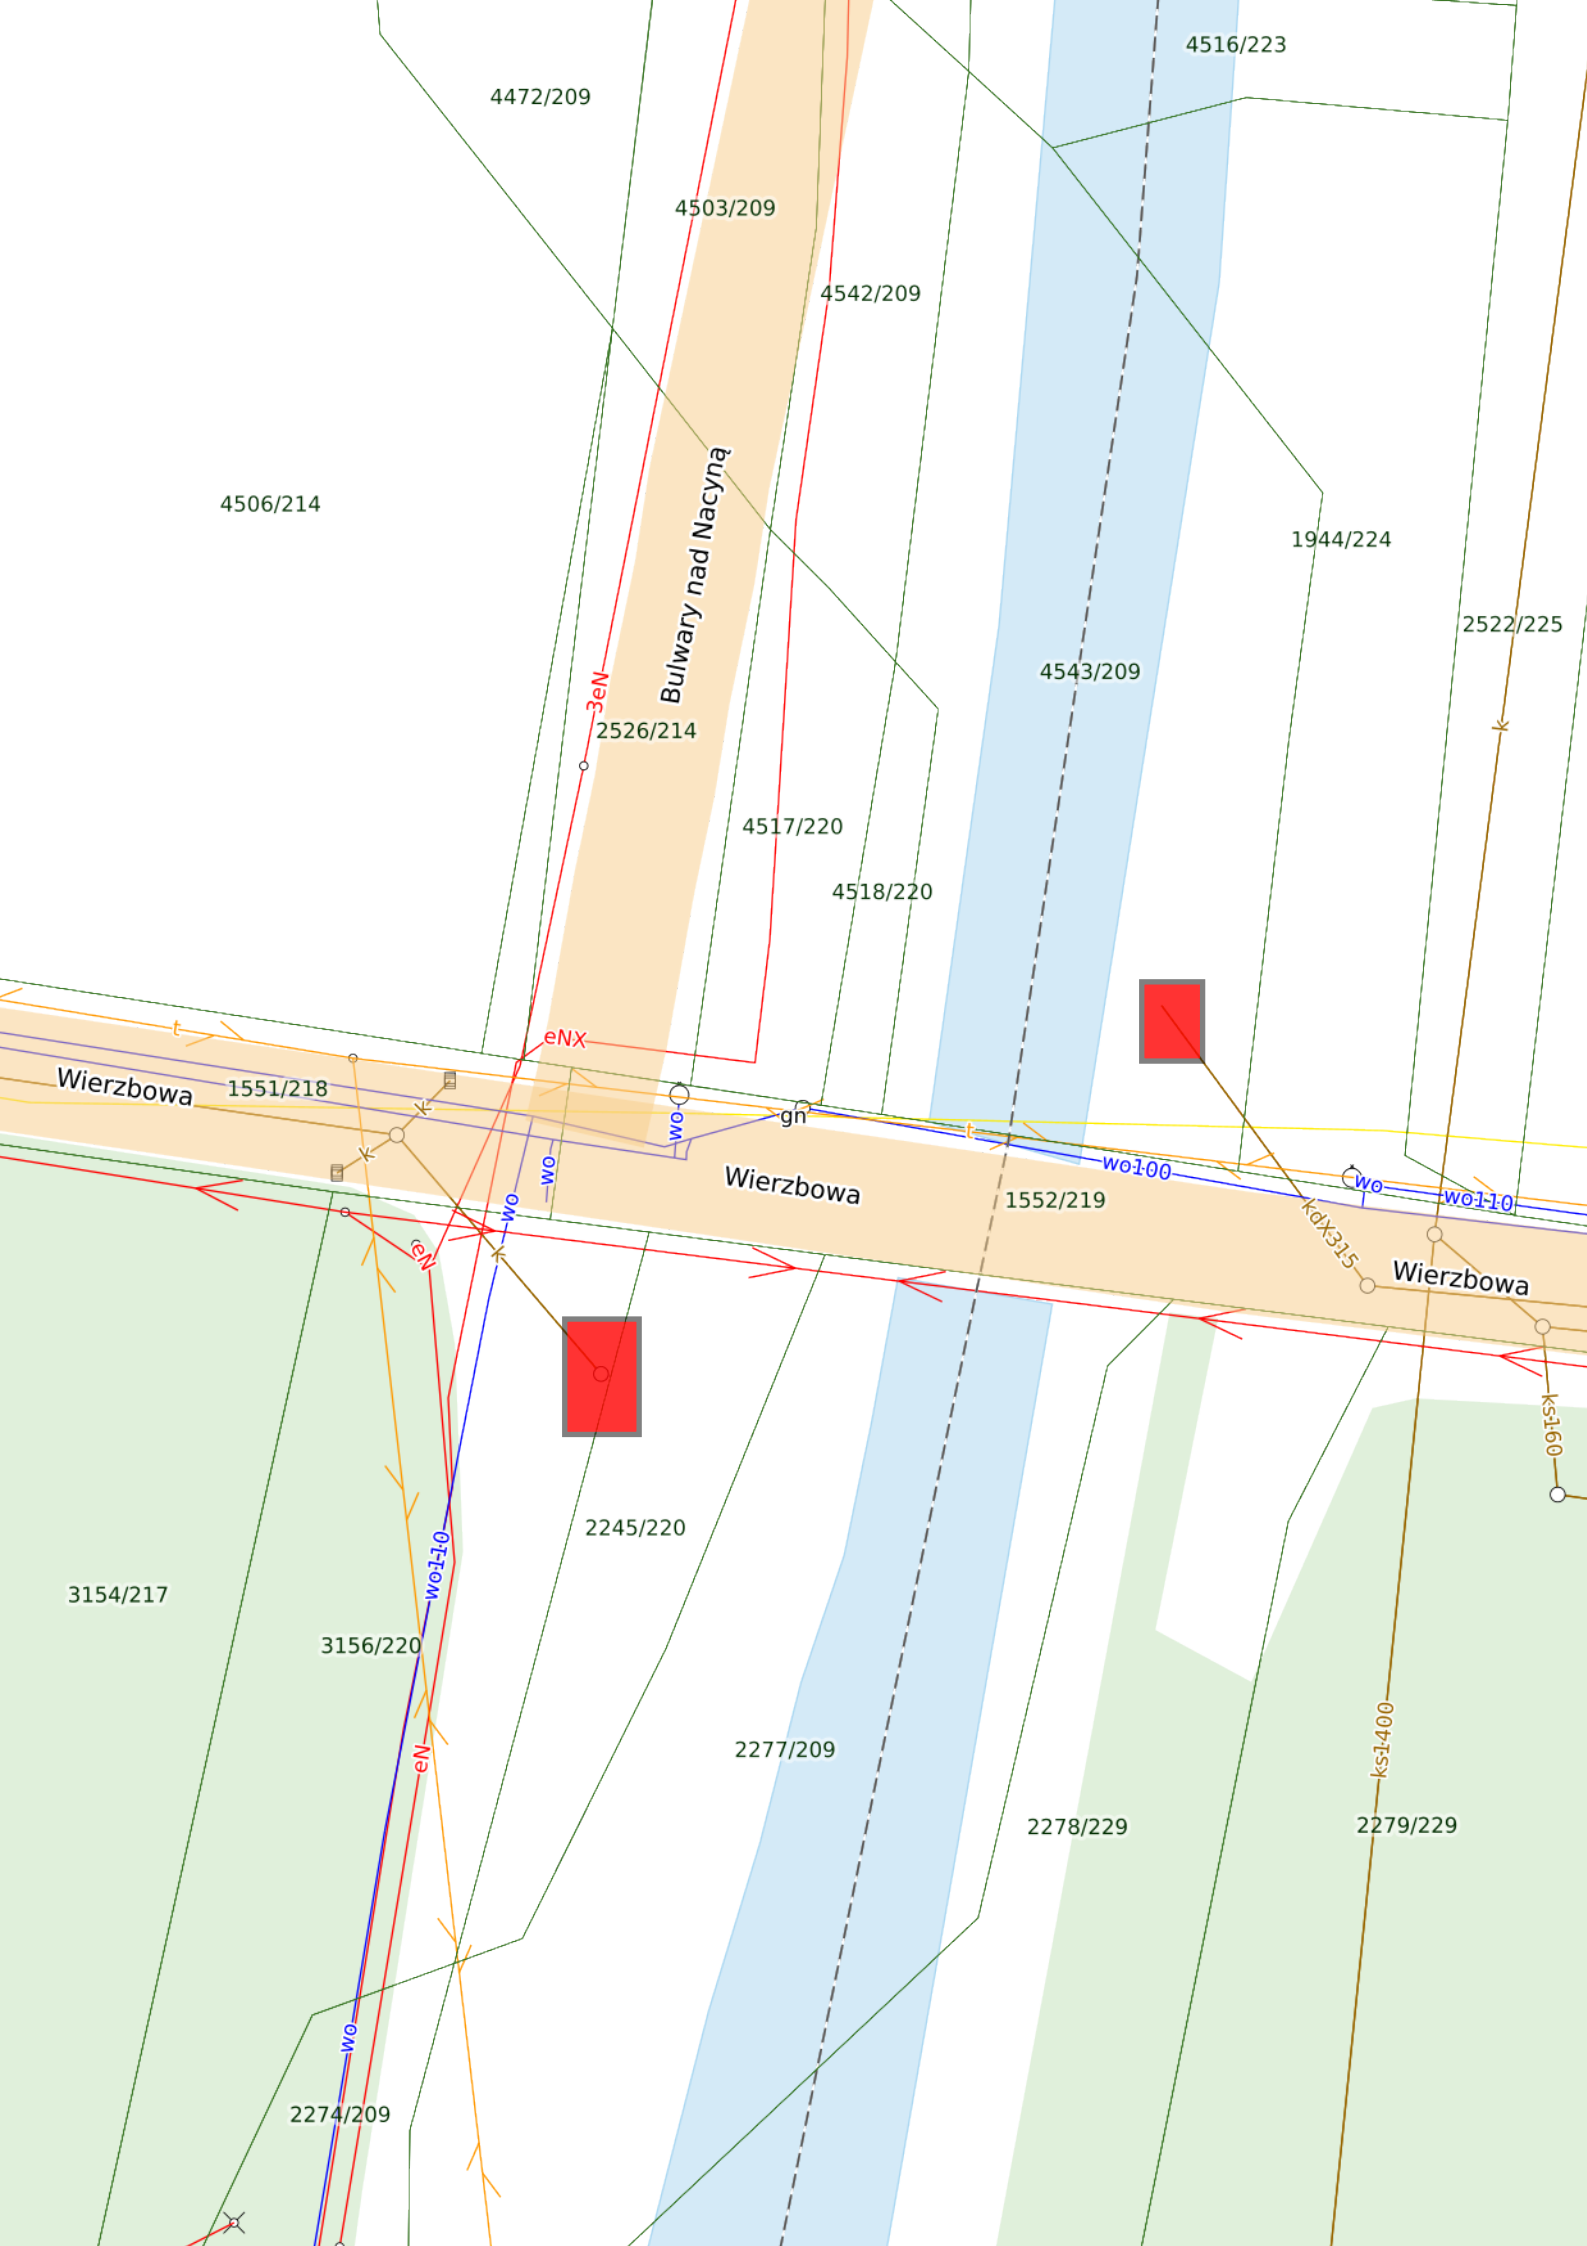 4516/223
4472/209
4503/209
4542/209
4506/214
1944/224
Bulwary nad Nacyną
2522/225
4543/209
3eN
2526/214
k
4517/220
4518/220
t
eNX
Wierzbowa
1551/218
k
gn
wo
t
k
wo
wo100
Wierzbowa
wo
wo110
1552/219
wo
kdX315
eN
k
Wierzbowa
ks160
2245/220
wo110
3154/217
3156/220
ks1400
2277/209
eN
2278/229
2279/229
wo
2274/209